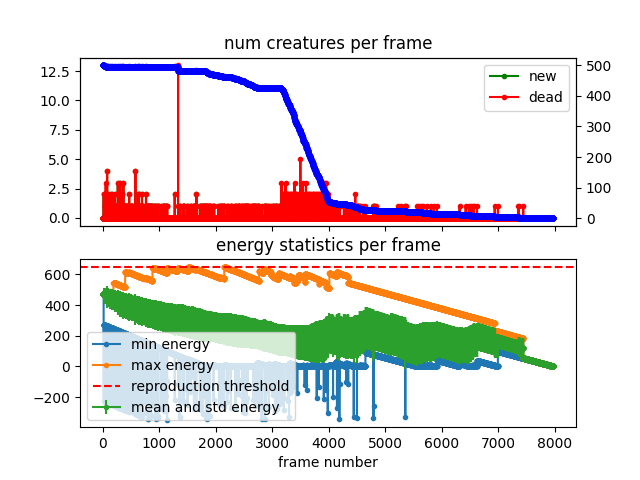 num creatures per frame
12.5
10.0
7.5
5.0
2.5
0.0
500
400
300
200
100
0
new
dead
energy statistics per frame
600
400
200
0
−200
min energy
max energy
reproduction threshold
mean and std energy
0 1000 2000 3000 4000 5000 6000 7000 8000
frame number